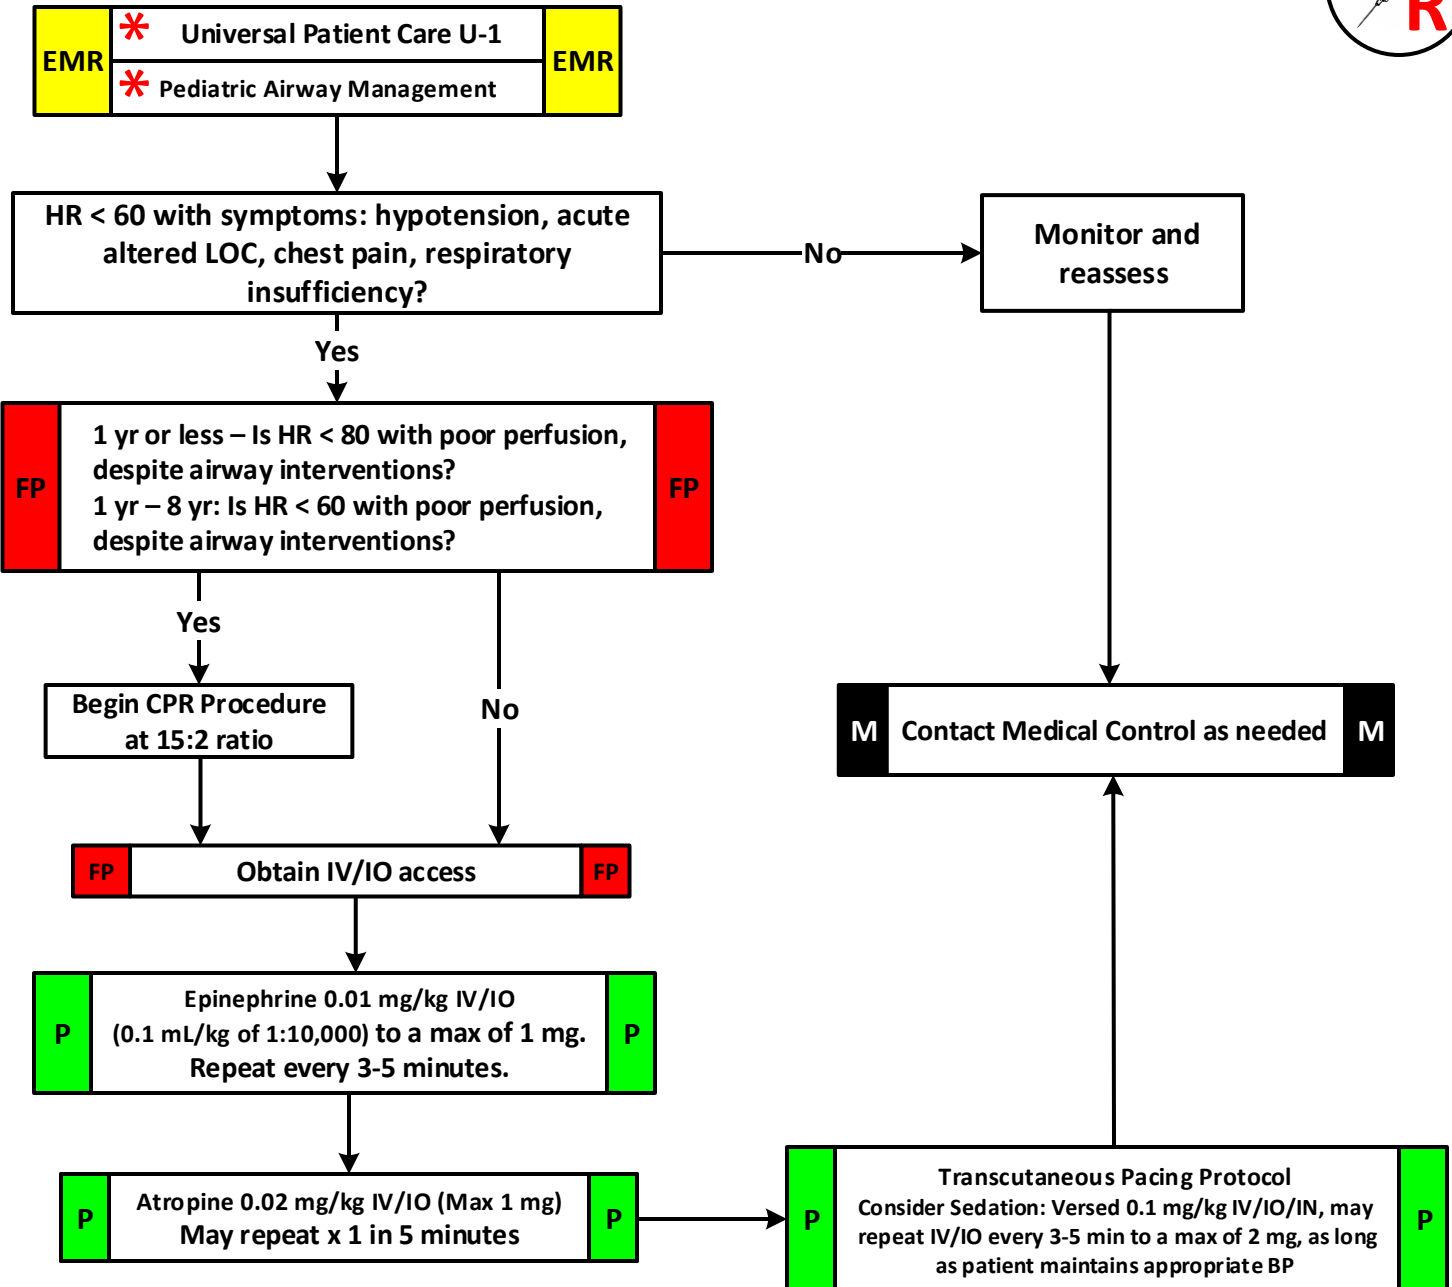 R
* Universal Patient Care U-1
EMR
EMR
* Pediatric Airway Management
HR < 60 with symptoms: hypotension, acute
altered LOC, chest pain, respiratory
insufficiency?
No
Monitor and
reassess
Yes
FP
1 yr or less – Is HR < 80 with poor perfusion,
despite airway interventions?
1 yr – 8 yr: Is HR < 60 with poor perfusion,
despite airway interventions?
FP
Yes
No
Begin CPR Procedure
at 15:2 ratio
M
Contact Medical Control as needed
M
FP
Obtain IV/IO access
FP
P
Epinephrine 0.01 mg/kg IV/IO
(0.1 mL/kg of 1:10,000) to a max of 1 mg.
Repeat every 3-5 minutes.
P
P
Atropine 0.02 mg/kg IV/IO (Max 1 mg)
May repeat x 1 in 5 minutes
P
P
Transcutaneous Pacing Protocol
Consider Sedation: Versed 0.1 mg/kg IV/IO/IN, may
repeat IV/IO every 3-5 min to a max of 2 mg, as long
as patient maintains appropriate BP
P